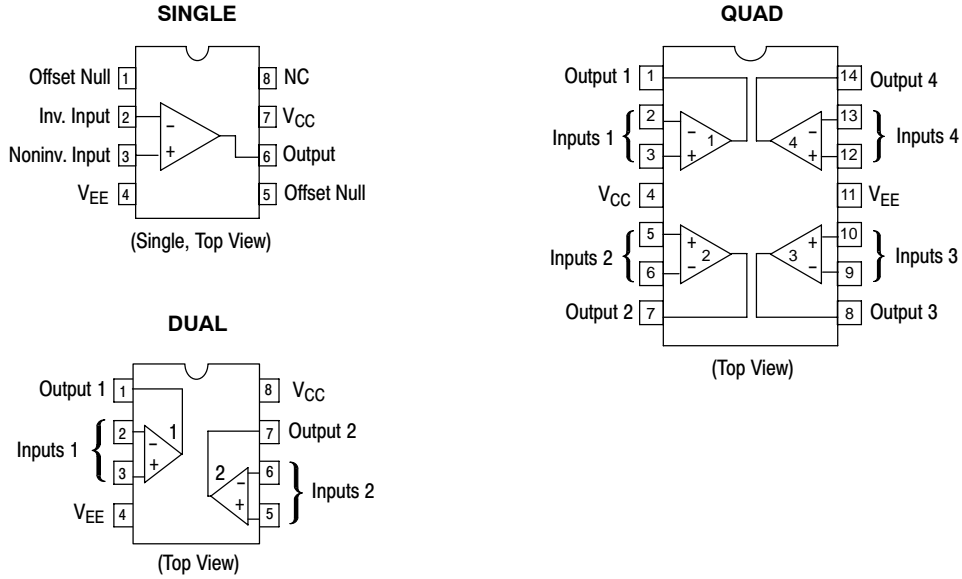 SINGLE
Offset Null 1
8 NC
Inv. Input 2
7 VCC
Noninv. Input 3
6 Output
VEE 4
5 Offset Null
−
+
(Single, Top View)
DUAL
Output 1 1
8 VCC
2
7 Output 2
Inputs 1
3
6
Inputs 2
VEE 4
5
1
−
+
2
−
+
(Top View)
QUAD
Output 1 1
14 Output 4
2
13
Inputs 1
Inputs 4
3
12
−
+
1
−
+
4
VCC 4
11 VEE
5
10
Inputs 2
Inputs 3
6
9
+
−
2
+
−
3
Output 2 7
8 Output 3
(Top View)